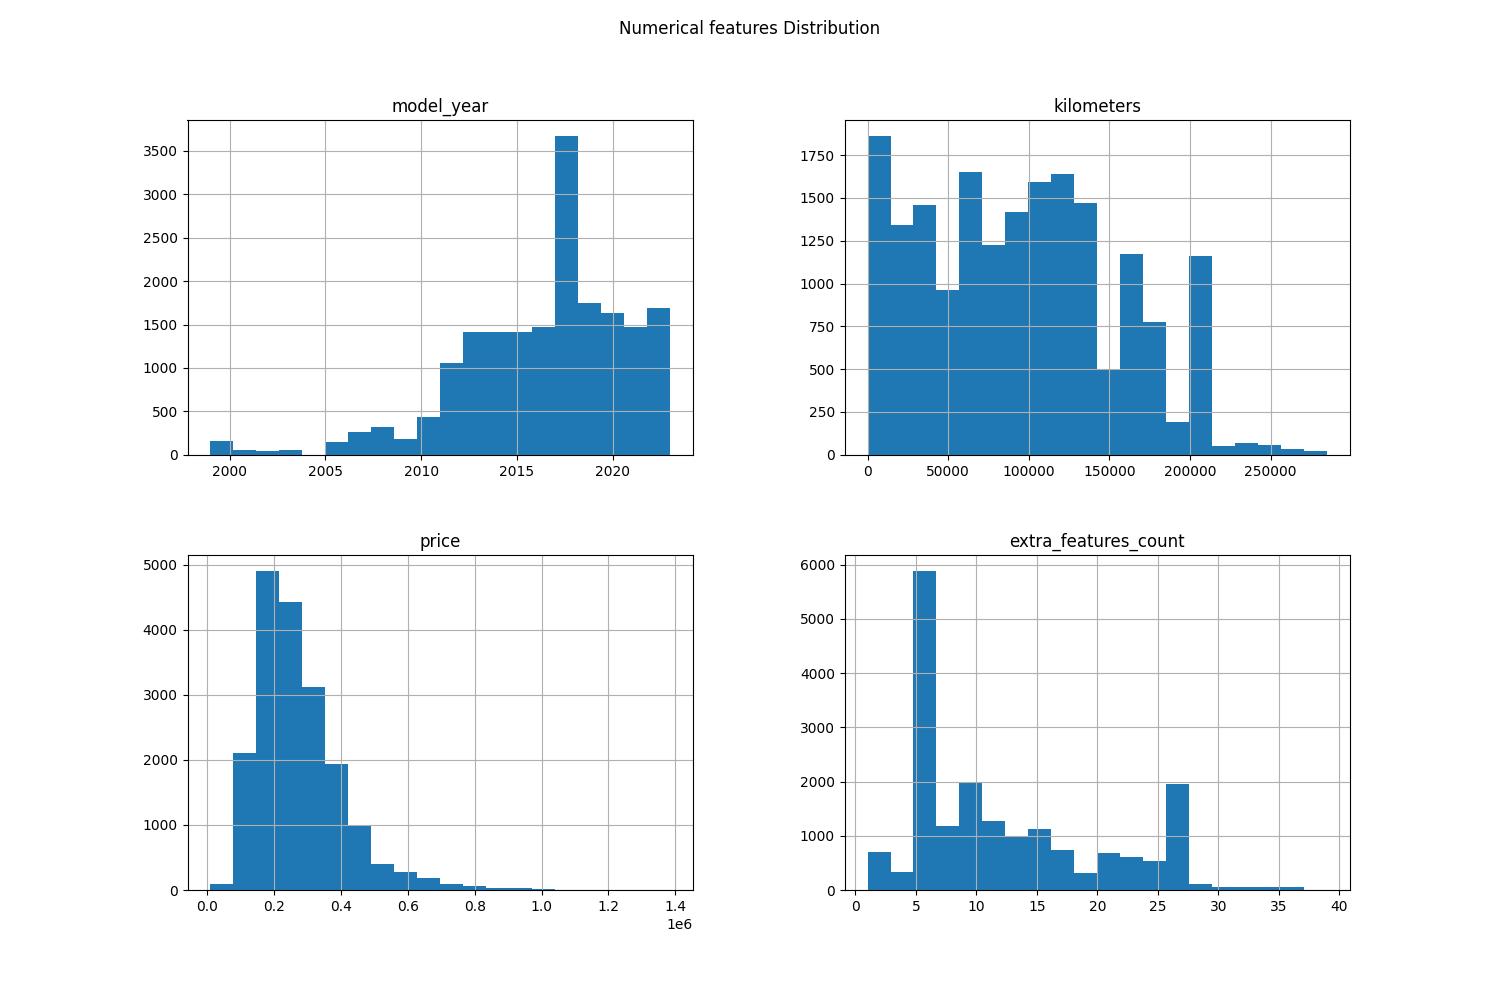 Numerical features Distribution
model_year
3500
3000
2500
2000
1500
1000
500
0
2000 2005 2010 2015 2020
kilometers
1750
1500
1250
1000
750
500
250
0
0 50000 100000 150000 200000 250000
price
5000
4000
3000
2000
1000
0
0.0 0.2 0.4 0.6 0.8 1.0 1.2 1.4
1e6
extra_features_count
6000
5000
4000
3000
2000
1000
0
0 5 10 15 20 25 30 35 40